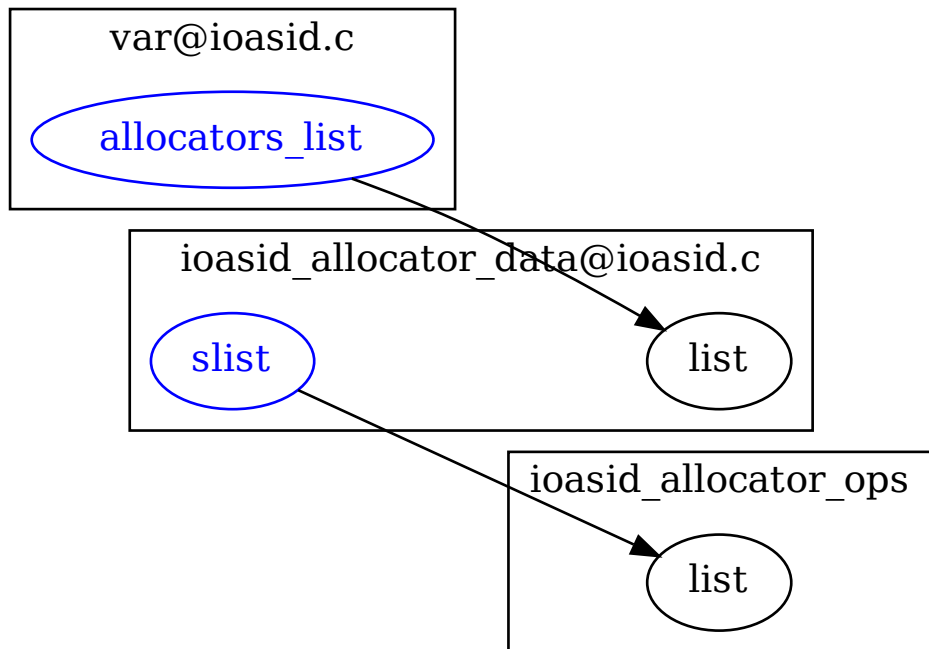 var@ioasid.c
allocators_list
ioasid_allocator_data@ioasid.c
slist
list
ioasid_allocator_ops
list